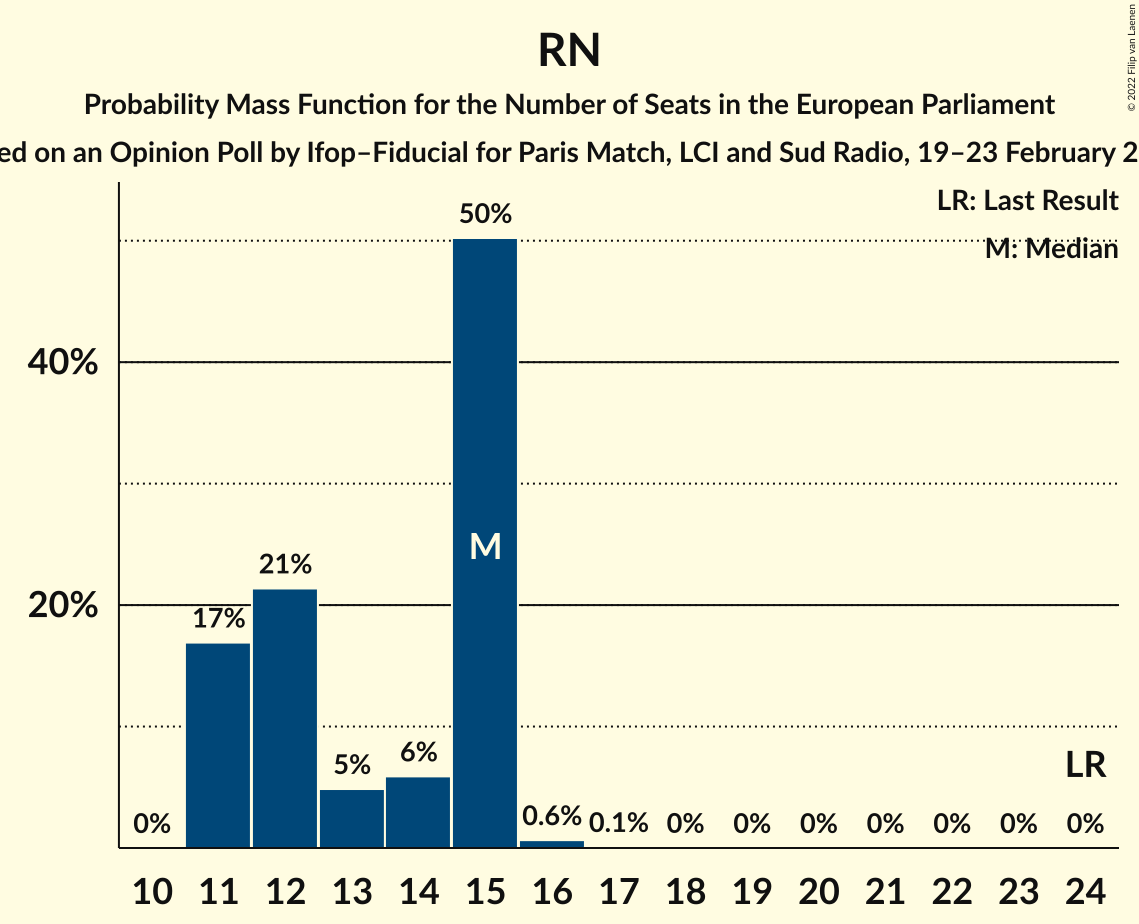 RN
Probability Mass Function for the Number of Seats in the European Parliament
on an Opinion Poll by Ifop–Fiducial for Paris Match, LCI and Sud Radio, 19–23 February
© 2022 Filip van Laenen
LR: Last Result
M: Median
50%
40%
M
21%
20%
17%
LR
6%
5%
0%
0.6%
0.1%
0%
0%
0%
0%
0%
0%
0%
10 11 12 13 14 15 16 17 18 19 20 21 22 23 24